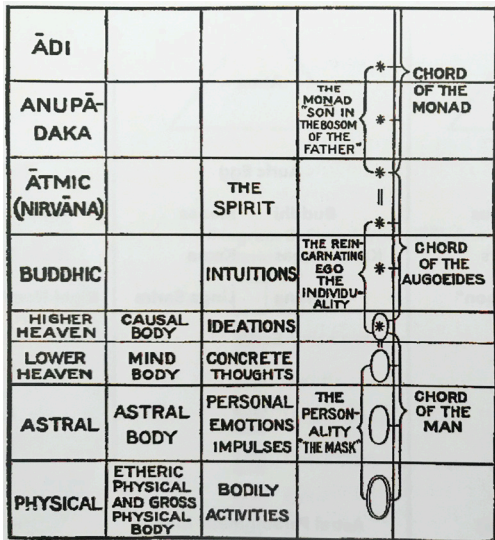 ĀDI
CHORD
OF THE
MONAD
ANUPĀ-
DAKA
THE
MONAD
"SON IN
THE BOSOM
OF THE
FATHER"
ĀTMIC
(NIRVĀNA)
THE
SPIRIT
BUDDHIC
INTUITIONS
THE REIN-
CARNATING
EGO
THE
INDIVIDU-
ALITY
CHORD
OF THE
AUGOEIDES
HIGHER
HEAVEN
CAUSAL
BODY
IDEATIONS
LOWER
HEAVEN
MIND
BODY
CONCRETE
THOUGHTS
ASTRAL
ASTRAL
BODY
PERSONAL
EMOTIONS
IMPULSES
THE
PERSON-
ALITY
"THE MASK"
CHORD
OF THE
MAN
PHYSICAL
ETHERIC
PHYSICAL
AND GROSS
PHYSICAL
BODY
BODILY
ACTIVITIES